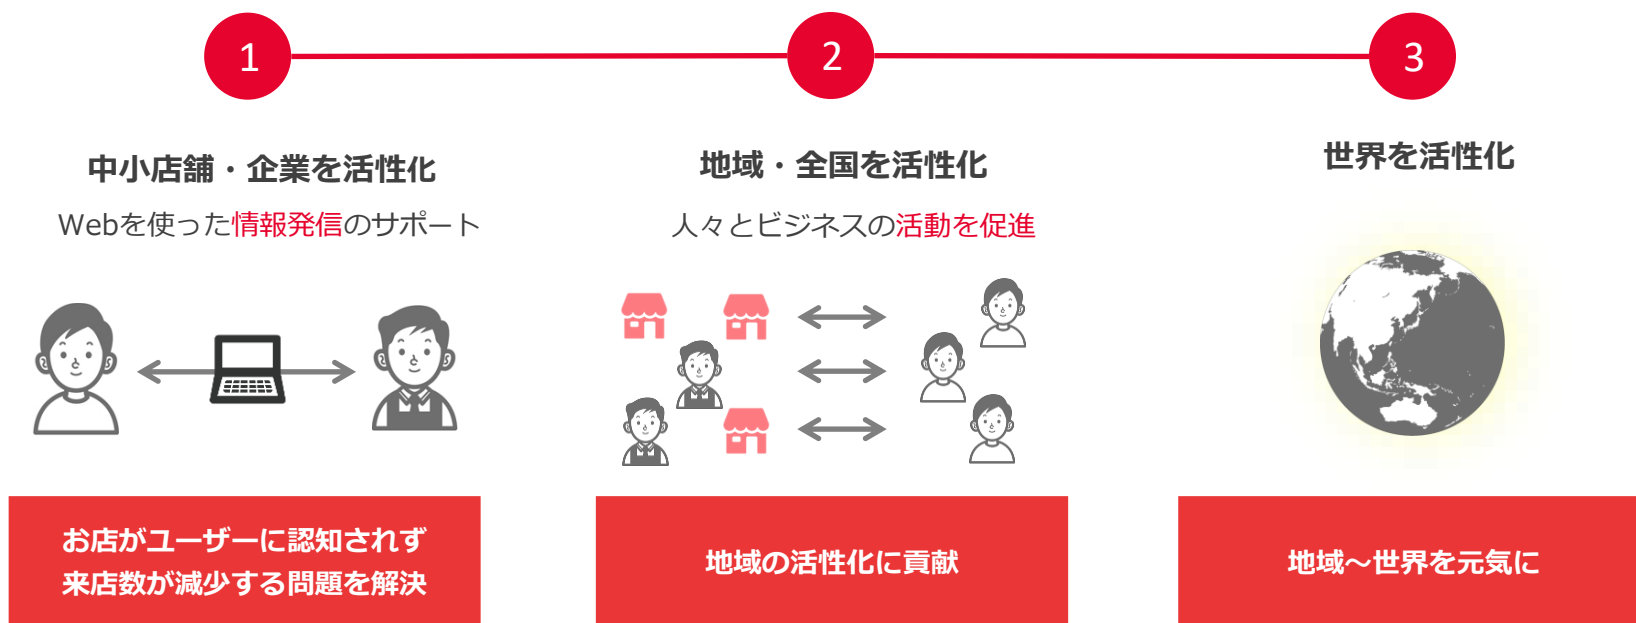 1
2
3
中小店舗・企業を活性化
Webを使った情報発信のサポート
お店がユーザーに認知されず
来店数が減少する問題を解決
地域・全国を活性化
人々とビジネスの活動を促進
地域の活性化に貢献
世界を活性化
地域～世界を元気に